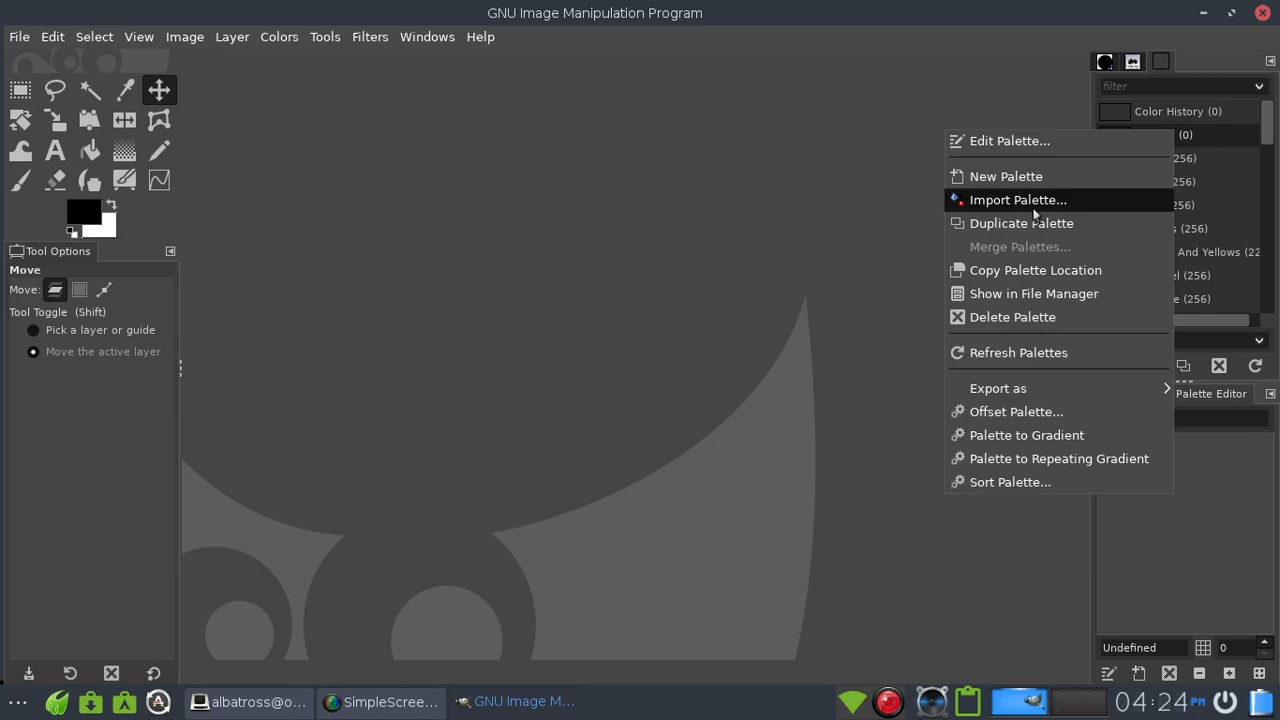 GNU Image Manipulation Program
File Edit Select View Image Layer Colors Tools Filters Windows Help
filter
Color History (0)
(0)
(256)
(256)
(256)
s (256)
And Yellows (22
el (256)
e (256)
Edit Palette...
New Palette
Import Palette...
Duplicate Palette
Merge Palettes...
Copy Palette Location
Show in File Manager
Delete Palette
Refresh Palettes
Export as
Offset Palette...
Palette to Gradient
Palette to Repeating Gradient
Sort Palette...
Tool Options
Move
Move:
Tool Toggle (Shift)
Pick a layer or guide
Move the active layer
Palette Editor
Undefined 0
albatross@o...
SimpleScree...
GNU Image M...
04:24 PM